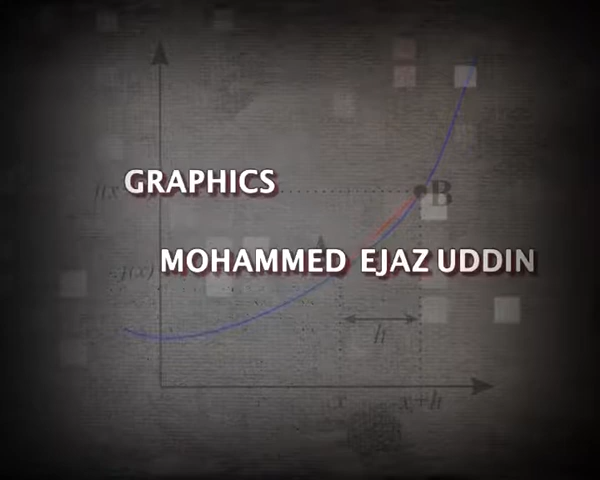 GRAPHICS
B
MOHAMMED EJAZ UDDIN
f(x)
h
x
x+h